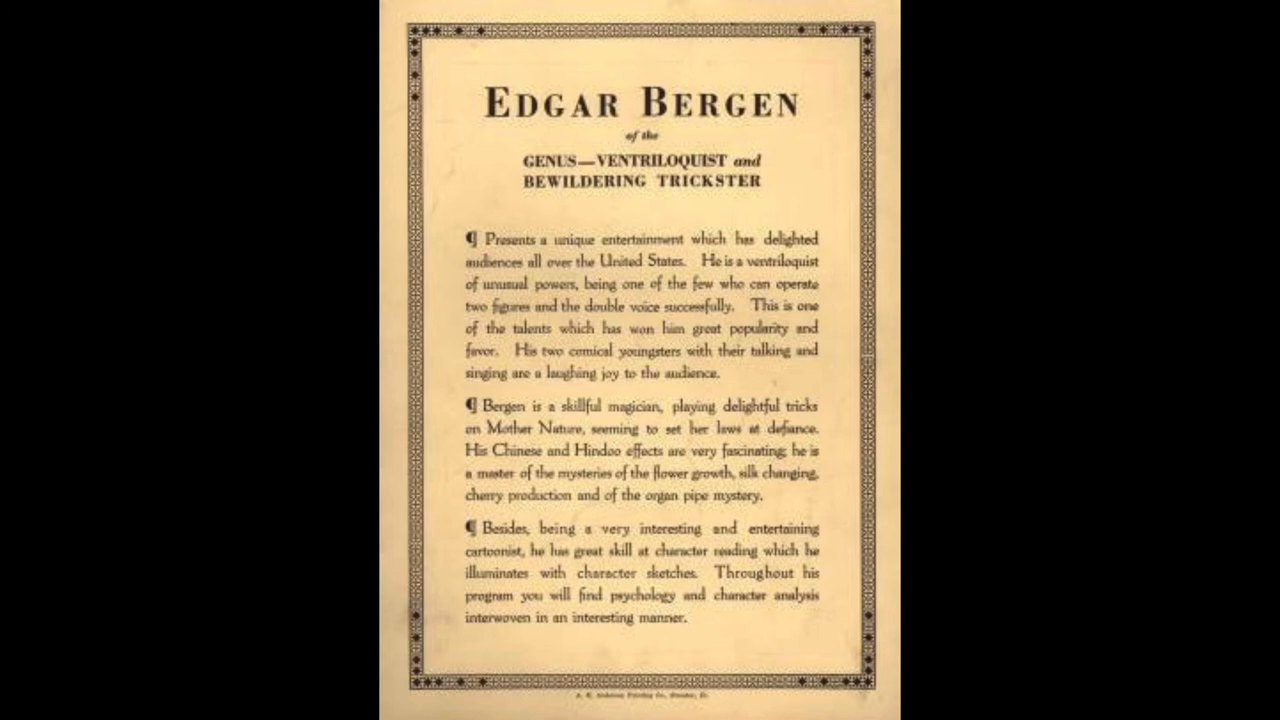 EDGAR BERGEN
of the
GENUS—VENTRILOQUIST and
BEWILDERING TRICKSTER
¶ Presents a unique entertainment which has delighted
audiences all over the United States. He is a ventriloquist
of unusual powers, being one of the few who can operate
two figures and the double voice successfully. This is one
of the talents which has won him great popularity and
favor. His two comical youngsters with their talking and
singing are a laughing joy to the audience.
¶ Bergen is a skillful magician, playing delightful tricks
on Mother Nature, seeming to set her laws at defiance.
His Chinese and Hindoo effects are very fascinating; he is
a master of the mysteries of the flower growth, silk changing,
cherry production and of the organ pipe mystery.
¶ Besides, being a very interesting and entertaining
cartoonist, he has great skill at character reading which he
illuminates with character sketches. Throughout his
program you will find psychology and character analysis
interwoven in an interesting manner.
Printing Co.,